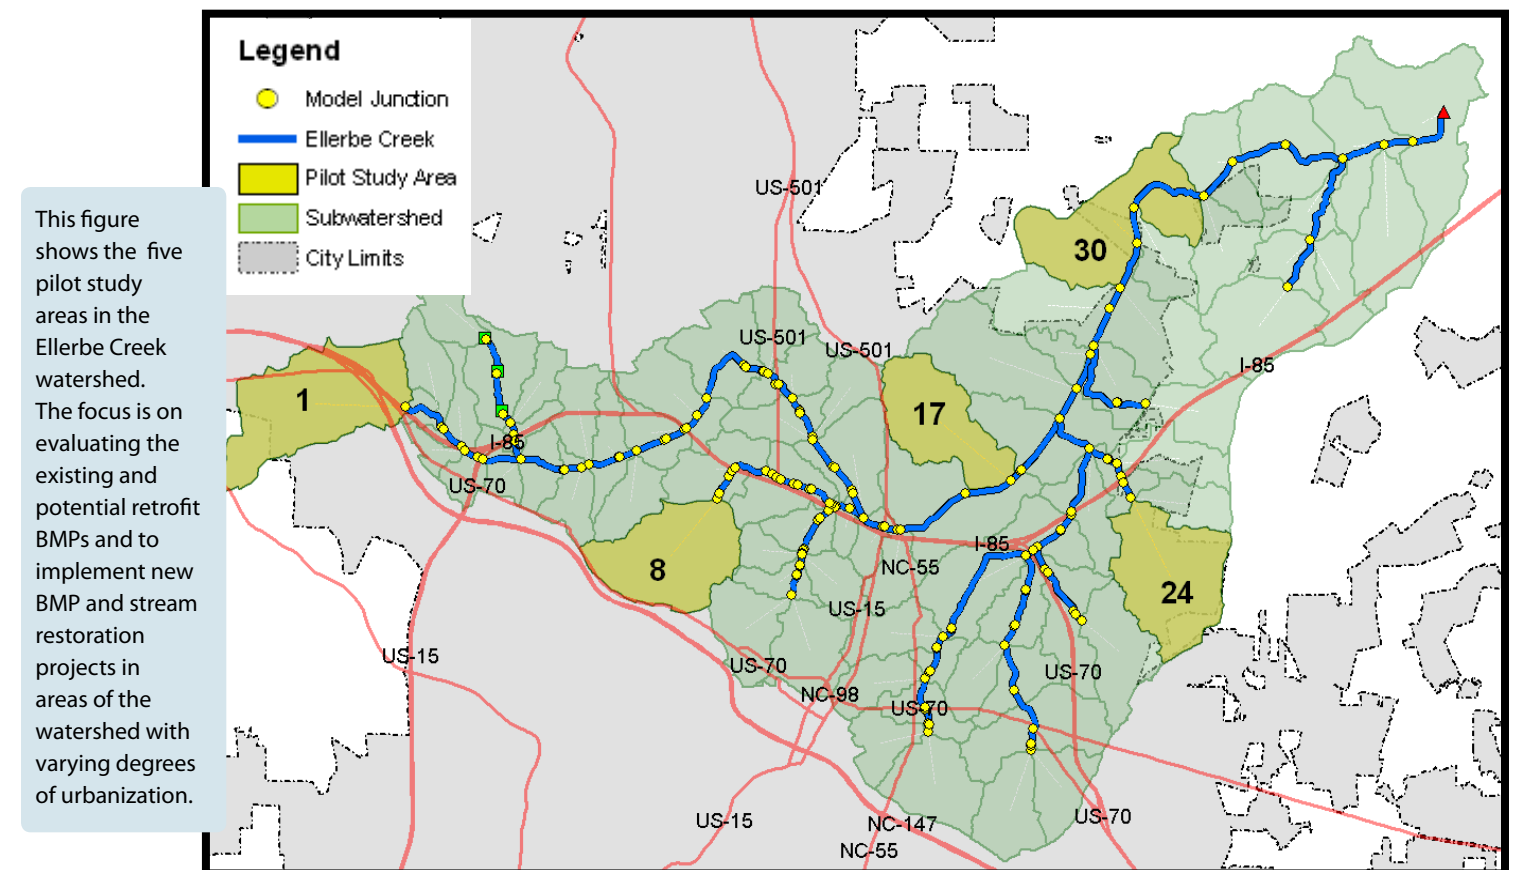 Legend
Model Junction
Ellerbe Creek
Pilot Study Area
Subwatershed
City Limits
This figure
shows the five
pilot study
areas in the
Ellerbe Creek
watershed.
The focus is on
evaluating the
existing and
potential retrofit
BMPs and to
implement new
BMP and stream
restoration
projects in
areas of the
watershed with
varying degrees
of urbanization.
US-501
30
US-501
US-501
I-85
1
17
I-85
US-70
I-85
8
NC-55
24
US-15
US-15
US-70
US-70
NC-98
US-70
US-15
NC-147
US-70
NC-55